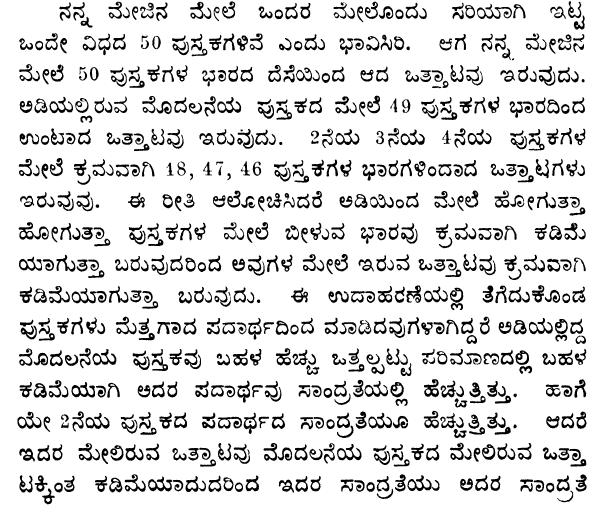 ನನ್ನ ಮೇಜಿನ ಮೇಲೆ ಒಂದರ ಮೇಲೊಂದು ಸರಿಯಾಗಿ ಇಟ್ಟ
ಒಂದೇ ವಿಧದ 50 ಪುಸ್ತಕಗಳಿವೆ ಎಂದು ಭಾವಿಸಿರಿ. ಆಗ ನನ್ನ ಮೇಜಿನ
ಮೇಲೆ 50 ಪುಸ್ತಕಗಳ ಭಾರದ ದೆಸೆಯಿಂದ ಆದ ಒತ್ತಾಟವು ಇರುವುದು.
ಅಡಿಯಲ್ಲಿರುವ ಮೊದಲನೆಯ ಪುಸ್ತಕದ ಮೇಲೆ 49 ಪುಸ್ತಕಗಳ ಭಾರದಿಂದ
ಉಂಟಾದ ಒತ್ತಾಟವು ಇರುವುದು. 2ನೆಯ 3ನೆಯ 4ನೆಯ ಪುಸ್ತಕಗಳ
ಮೇಲೆ ಕ್ರಮವಾಗಿ 48, 47, 46 ಪುಸ್ತಕಗಳ ಭಾರಗಳಿಂದಾದ ಒತ್ತಾಟಗಳು
ಇರುವುವು. ಈ ರೀತಿ ಆಲೋಚಿಸಿದರೆ ಅಡಿಯಿಂದ ಮೇಲೆ ಹೋಗುತ್ತಾ
ಹೋಗುತ್ತಾ ಪುಸ್ತಕಗಳ ಮೇಲೆ ಬೀಳುವ ಭಾರವು ಕ್ರಮವಾಗಿ ಕಡಿಮೆ
ಯಾಗುತ್ತಾ ಬರುವುದರಿಂದ ಅವುಗಳ ಮೇಲೆ ಇರುವ ಒತ್ತಾಟವು ಕ್ರಮವಾಗಿ
ಕಡಿಮೆಯಾಗುತ್ತಾ ಬರುವುದು. ಈ ಉದಾಹರಣೆಯಲ್ಲಿ ತೆಗೆದುಕೊಂಡ
ಪುಸ್ತಕಗಳು ಮೆತ್ತಗಾದ ಪದಾರ್ಥದಿಂದ ಮಾಡಿದವುಗಳಾಗಿದ್ದರೆ ಅಡಿಯಲ್ಲಿದ್ದ
ಮೊದಲನೆಯ ಪುಸ್ತಕವು ಬಹಳ ಹೆಚ್ಚು ಒತ್ತಲ್ಪಟ್ಟು ಪರಿಮಾಣದಲ್ಲಿ ಬಹಳ
ಕಡಿಮೆಯಾಗಿ ಅದರ ಪದಾರ್ಥವು ಸಾಂದ್ರತೆಯಲ್ಲಿ ಹೆಚ್ಚುತ್ತಿತ್ತು. ಹಾಗೆ
ಯೇ 2ನೆಯ ಪುಸ್ತಕದ ಪದಾರ್ಥದ ಸಾಂದ್ರತೆಯೂ ಹೆಚ್ಚುತ್ತಿತ್ತು. ಆದರೆ
ಇದರ ಮೇಲಿರುವ ಒತ್ತಾಟವು ಮೊದಲನೆಯ ಪುಸ್ತಕದ ಮೇಲಿರುವ ಒತ್ತಾ
ಟಕ್ಕಿಂತ ಕಡಿಮೆಯಾದುದರಿಂದ ಇದರ ಸಾಂದ್ರತೆಯು ಅದರ ಸಾಂದ್ರತೆ